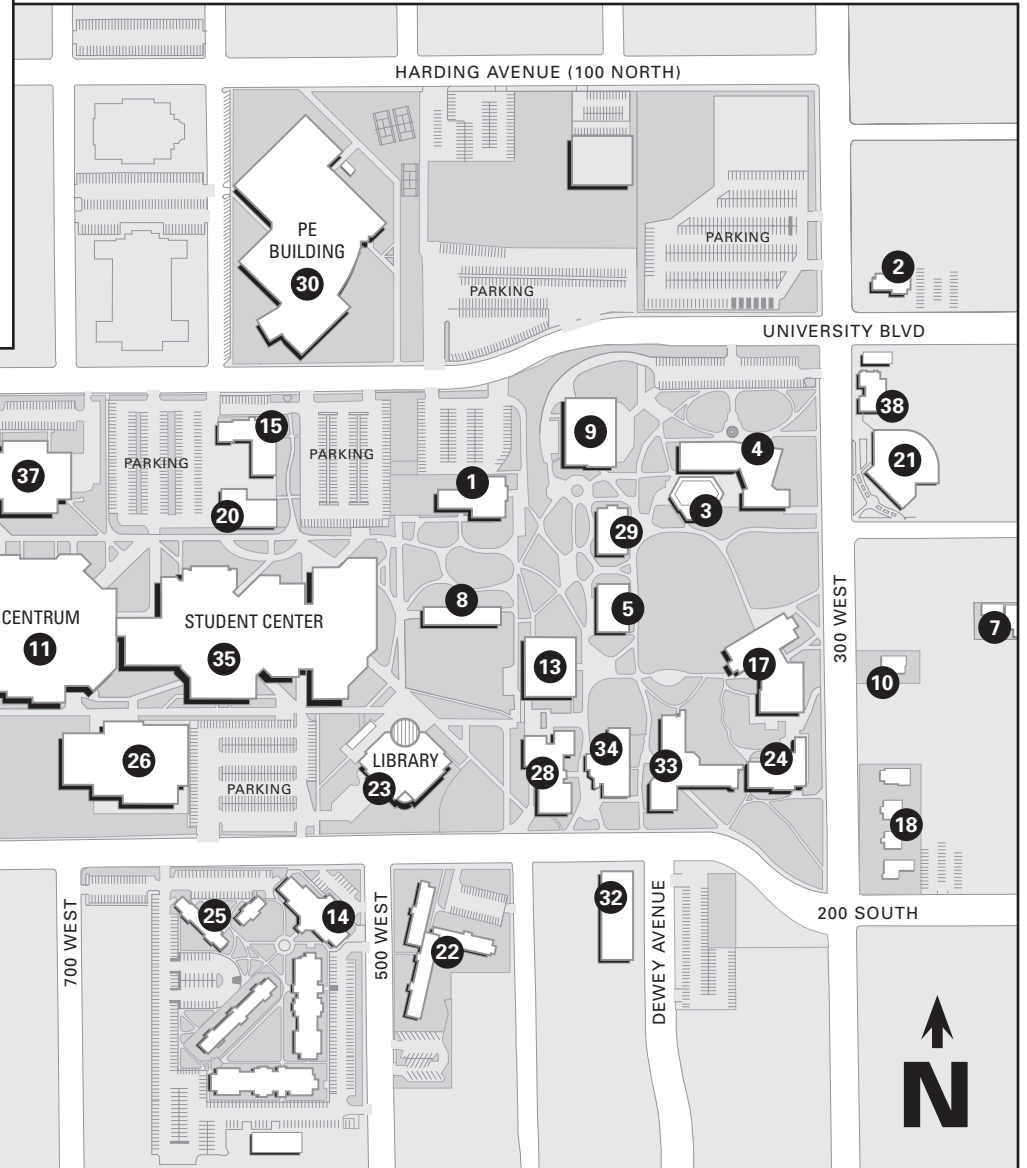 HARDING AVENUE (100 NORTH)
PE
BUILDING
30
PARKING
2
PARKING
UNIVERSITY BLVD
38
15
9
4
21
37
PARKING
PARKING
1
3
20
29
CENTRUM
11
STUDENT CENTER
35
8
5
300 WEST
7
13
17
10
26
LIBRARY
23
PARKING
28
34
33
24
18
700 WEST
25
14
500 WEST
22
32
DEWEY AVENUE
200 SOUTH
N